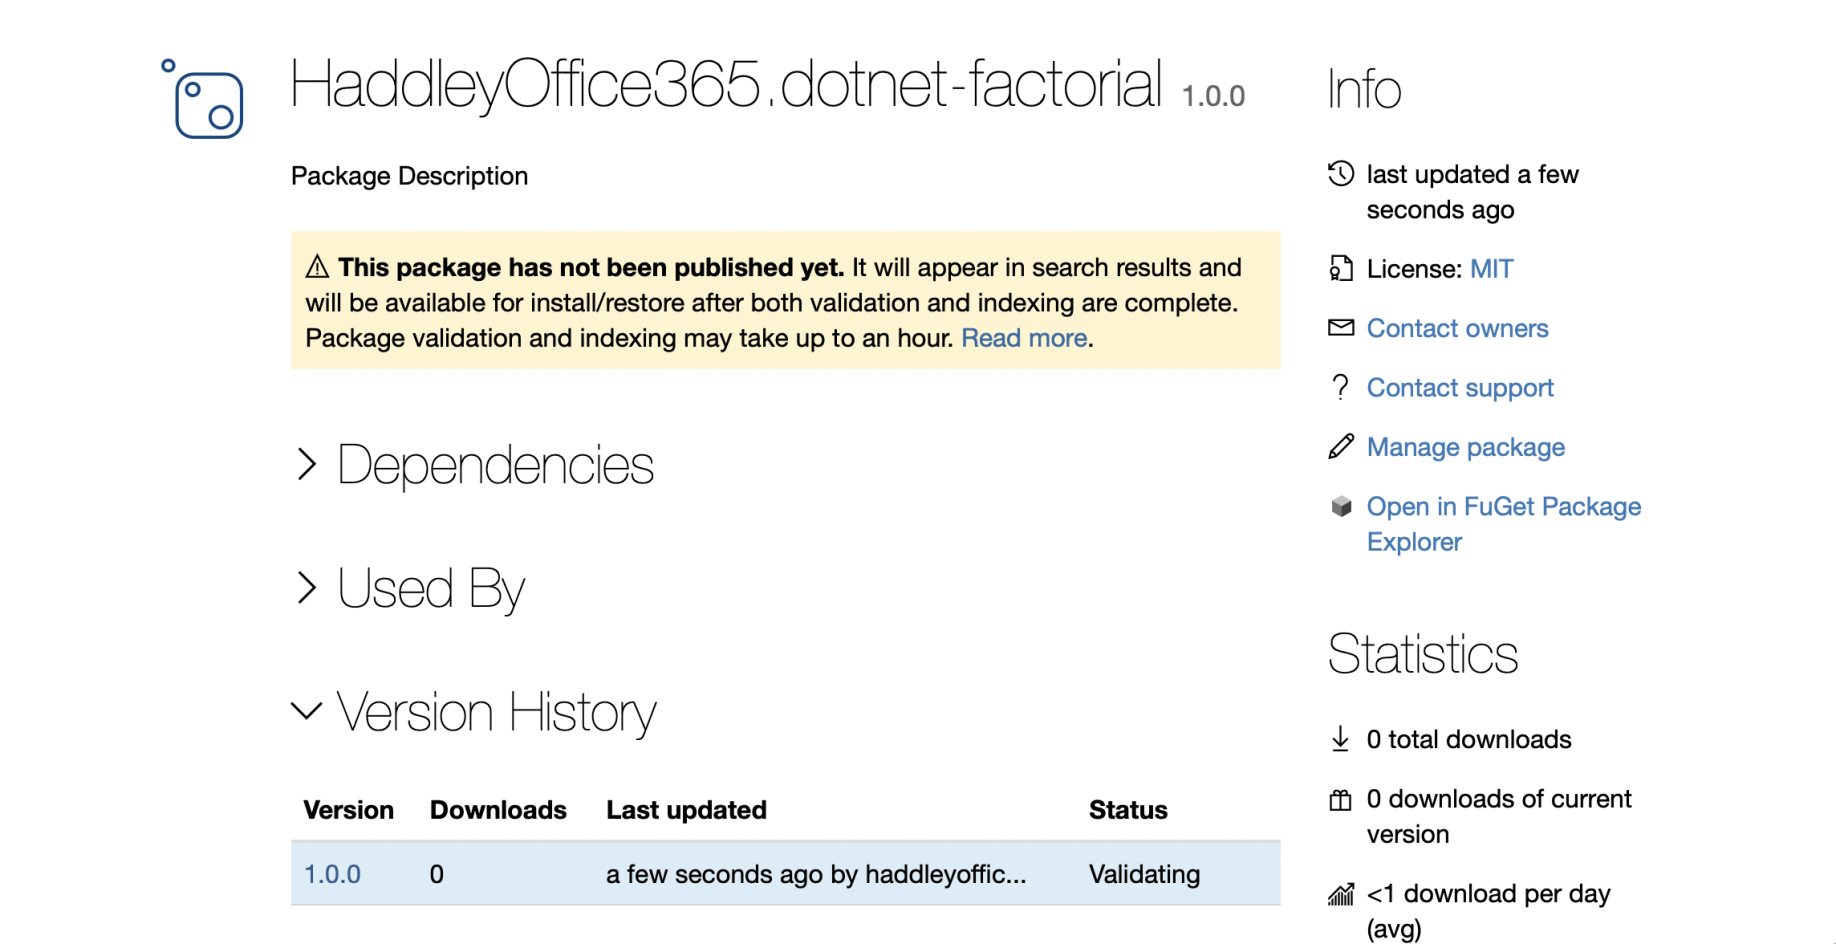 HaddleyOffice365.dotnet-factorial 1.0.0
Package Description
This package has not been published yet. It will appear in search results and
will be available for install/restore after both validation and indexing are complete.
Package validation and indexing may take up to an hour. Read more.
Dependencies
Used By
Version History
Version Downloads Last updated Status
1.0.0 0 a few seconds ago by haddleyoffic... Validating
Info
last updated a few
seconds ago
License: MIT
Contact owners
Contact support
Manage package
Open in FuGet Package
Explorer
Statistics
0 total downloads
0 downloads of current
version
<1 download per day
(avg)